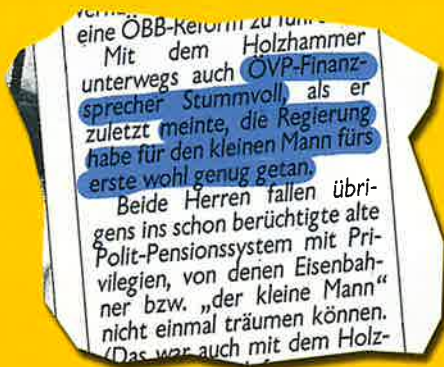 eine ÖBB-Reform zu
Mit dem Holzhammer
unterwegs auch ÖVP-Finanz-
sprecher Stummvoll, als er
zuletzt meinte, die Regierung
habe für den kleinen Mann fürs
erste wohl genug getan.
Beide Herren fallen übri-
gens ins schon berüchtigte alte
Polit-Pensionssystem mit Pri-
vilegien, von denen Eisenbah-
ner bzw. „der kleine Mann“
nicht einmal träumen können.
(Das war auch mit dem Holz-